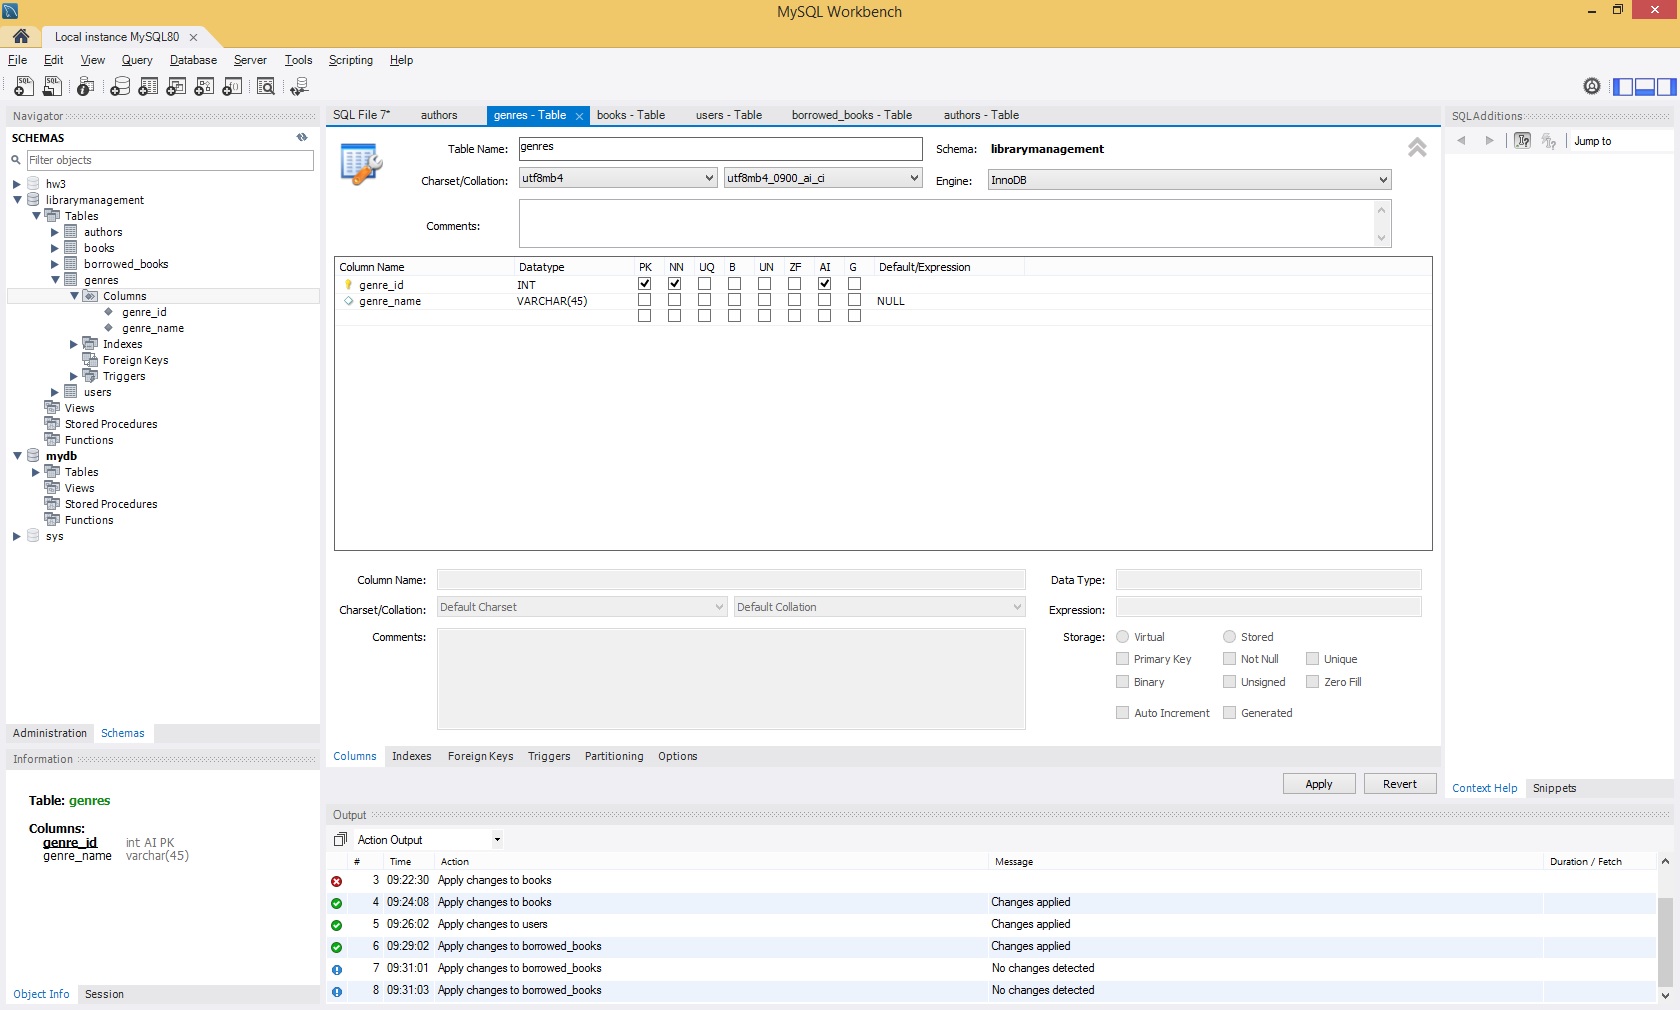 MySQL Workbench
Local instance MySQL80
File Edit View Query Database Server Tools Scripting Help
Navigator
SCHEMAS
Filter objects
hw3
librarymanagement
Tables
authors
books
borrowed_books
genres
Columns
genre_id
genre_name
Indexes
Foreign Keys
Triggers
users
Views
Stored Procedures
Functions
mydb
Tables
Views
Stored Procedures
Functions
sys
Administration Schemas
Information
Table: genres
Columns:
genre_id int AI PK
genre_name varchar(45)
Object Info Session
SQL File 7* authors genres - Table books - Table users - Table borrowed_books - Table authors - Table
Table Name: genres Schema: librarymanagement
Charset/Collation: utf8mb4 utf8mb4_0900_ai_ci Engine: InnoDB
Comments:
Column Name Datatype PK NN UQ B UN ZF AI G Default/Expression
genre_id INT
genre_name VARCHAR(45) NULL
Column Name: Data Type:
Charset/Collation: Default Charset Default Collation Expression:
Comments: Storage: Virtual Stored
Primary Key Not Null Unique
Binary Unsigned Zero Fill
Auto Increment Generated
Columns Indexes Foreign Keys Triggers Partitioning Options
Apply Revert
Output
Action Output
# Time Action Message Duration / Fetch
3 09:22:30 Apply changes to books
4 09:24:08 Apply changes to books Changes applied
5 09:26:02 Apply changes to users Changes applied
6 09:29:02 Apply changes to borrowed_books Changes applied
7 09:31:01 Apply changes to borrowed_books No changes detected
8 09:31:03 Apply changes to borrowed_books No changes detected
SQLAdditions
Jump to
Context Help Snippets